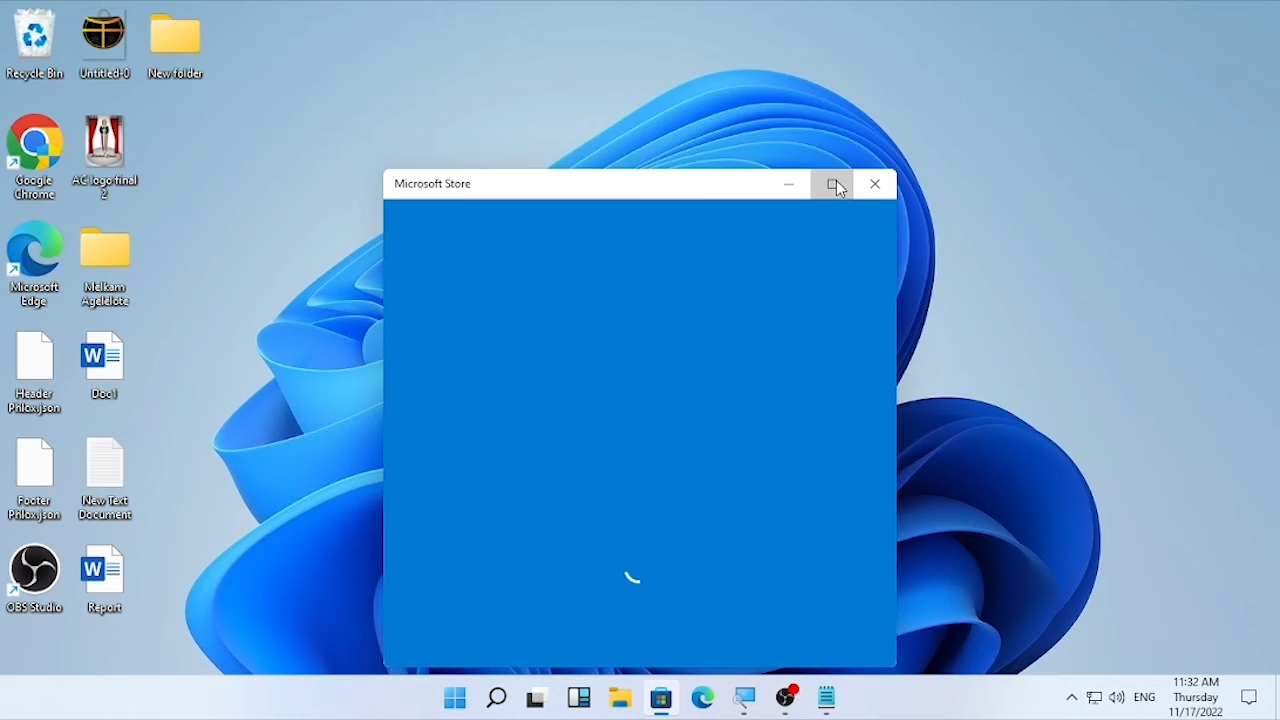 Recycle Bin
Untitled-0
New folder
Google
Chrome
AC logo final
2
Microsoft
Edge
Melkam
Agelelote
Header
Phlox.json
Doc1
Footer
Phlox.json
New Text
Document
OBS Studio
Report
Microsoft Store
ENG
11:32 AM
Thursday
11/17/2022